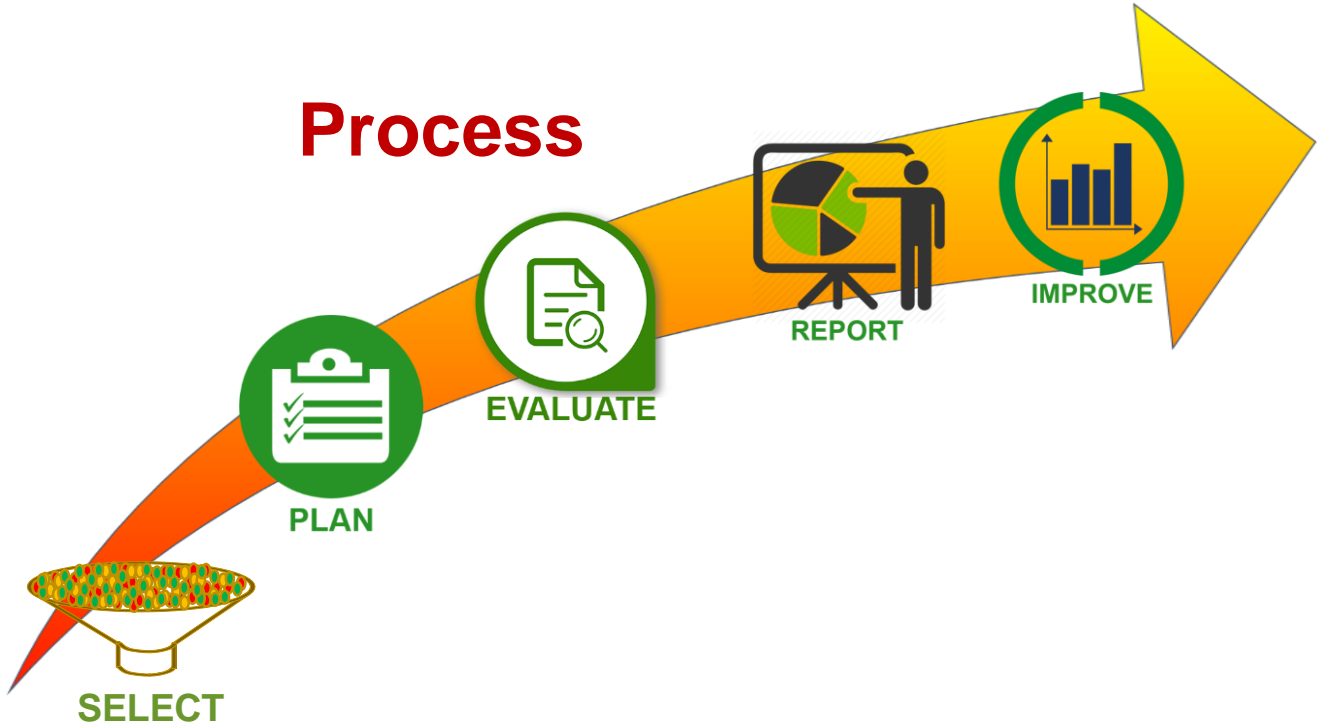 Process
SELECT
PLAN
EVALUATE
REPORT
IMPROVE